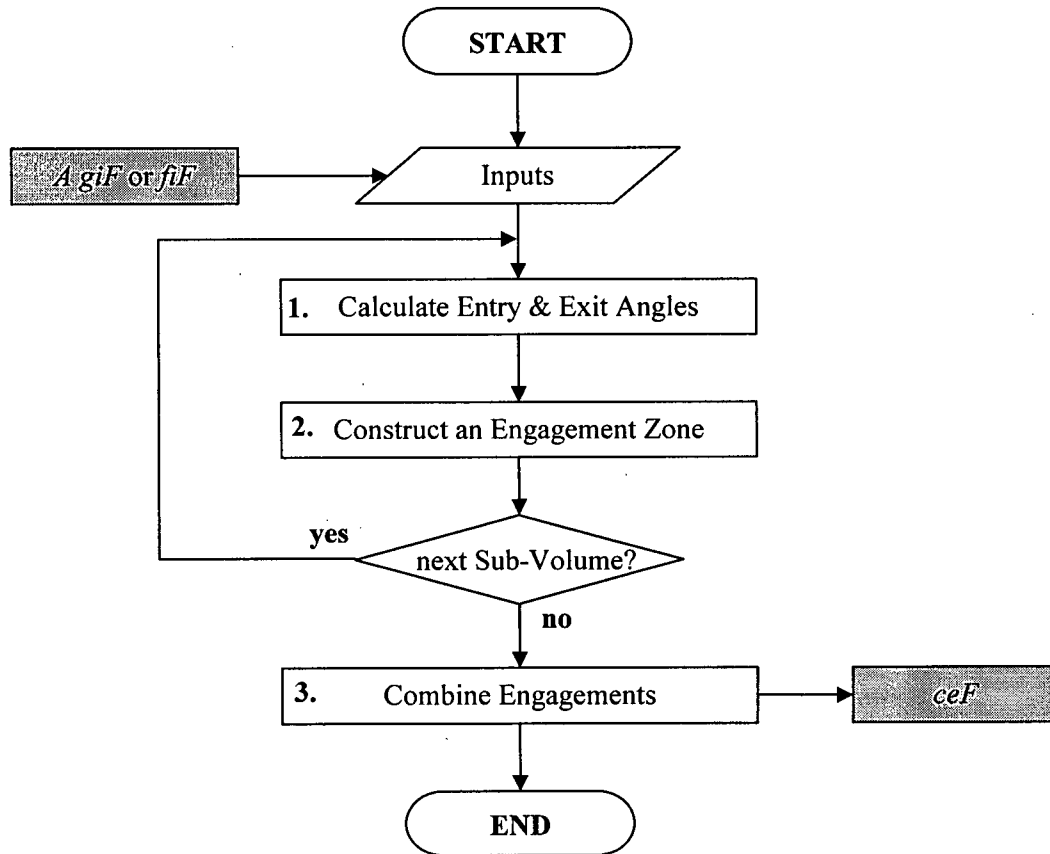 START
A giF or fiF
Inputs
1. Calculate Entry & Exit Angles
2. Construct an Engagement Zone
yes
next Sub-Volume?
no
3. Combine Engagements
ceF
END